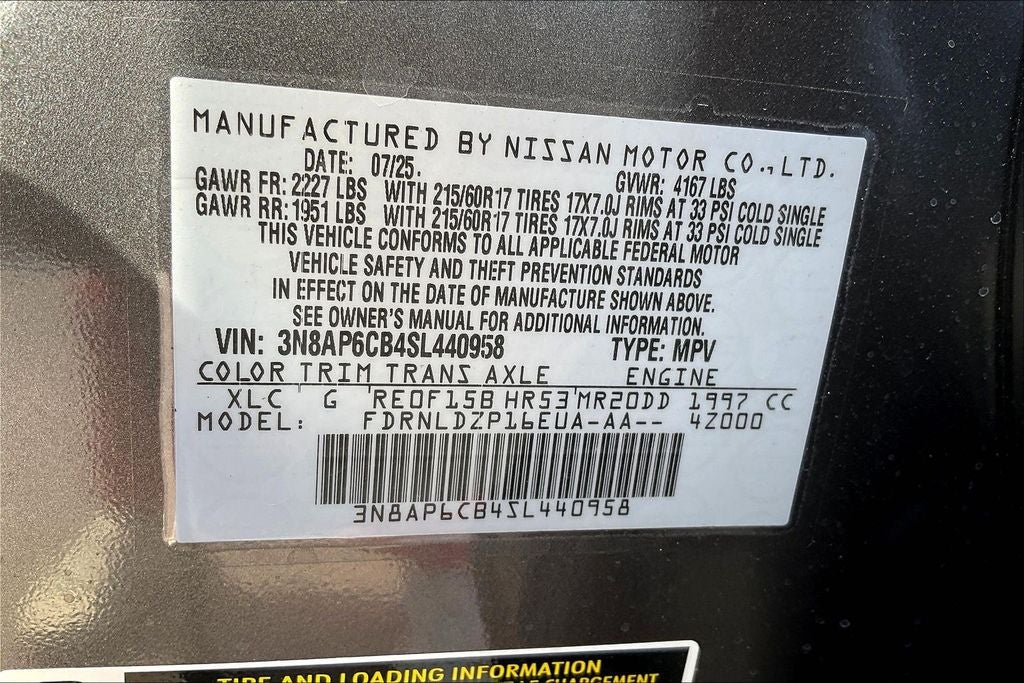 MANUFACTURED BY NISSAN MOTOR CO.,LTD.
DATE: 07/25. GVWR: 4167 LBS
GAWR FR: 2227 LBS WITH 215/60R17 TIRES 17X7.0J RIMS AT 33 PSI COLD SINGLE
GAWR RR: 1951 LBS WITH 215/60R17 TIRES 17X7.0J RIMS AT 33 PSI COLD SINGLE
THIS VEHICLE CONFORMS TO ALL APPLICABLE FEDERAL MOTOR
VEHICLE SAFETY AND THEFT PREVENTION STANDARDS
IN EFFECT ON THE DATE OF MANUFACTURE SHOWN ABOVE.
SEE OWNER'S MANUAL FOR ADDITIONAL INFORMATION.
VIN: 3N8AP6CB4SL440958 TYPE: MPV
COLOR TRIM TRANS AXLE ENGINE
XLC G RE0F15B HR53 MR20DD 1997 CC
MODEL: FDRNLDZP16EUA-AA-- 4Z000
3N8AP6CB4SL440958
TIRE AND LOADING INFORMATION
CHARGEMENT